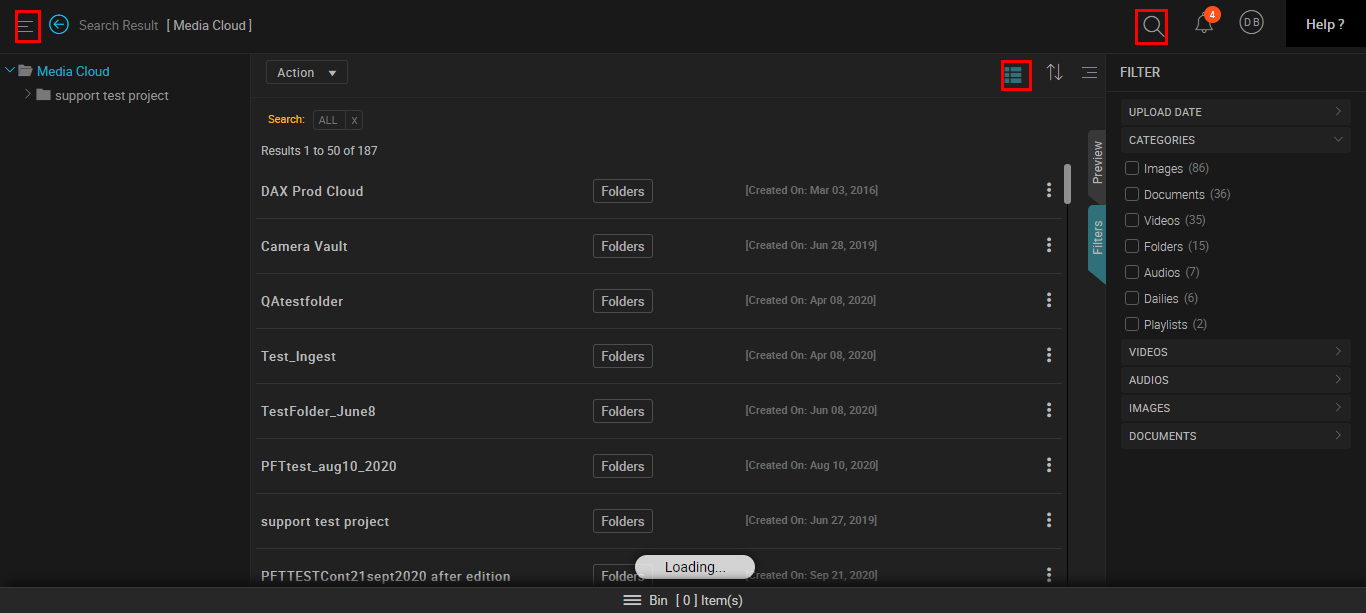 Search Result [ Media Cloud ]
4
D B
Help ?
Media Cloud
support test project
Action
Search: ALL x
Results 1 to 50 of 187
DAX Prod Cloud Folders [Created On: Mar 03, 2016]
Camera Vault Folders [Created On: Jun 28, 2019]
QAtestfolder Folders [Created On: Apr 08, 2020]
Test_Ingest Folders [Created On: Apr 08, 2020]
TestFolder_June8 Folders [Created On: Jun 08, 2020]
PFTtest_aug10_2020 Folders [Created On: Aug 10, 2020]
support test project Folders [Created On: Jun 27, 2019]
PFTTESTCont21sept2020 after edition Folders [Created On: Sep 21, 2020]
Loading...
Preview
Filters
FILTER
UPLOAD DATE
CATEGORIES
Images (86)
Documents (36)
Videos (35)
Folders (15)
Audios (7)
Dailies (6)
Playlists (2)
VIDEOS
AUDIOS
IMAGES
DOCUMENTS
Bin [ 0 ] Item(s)